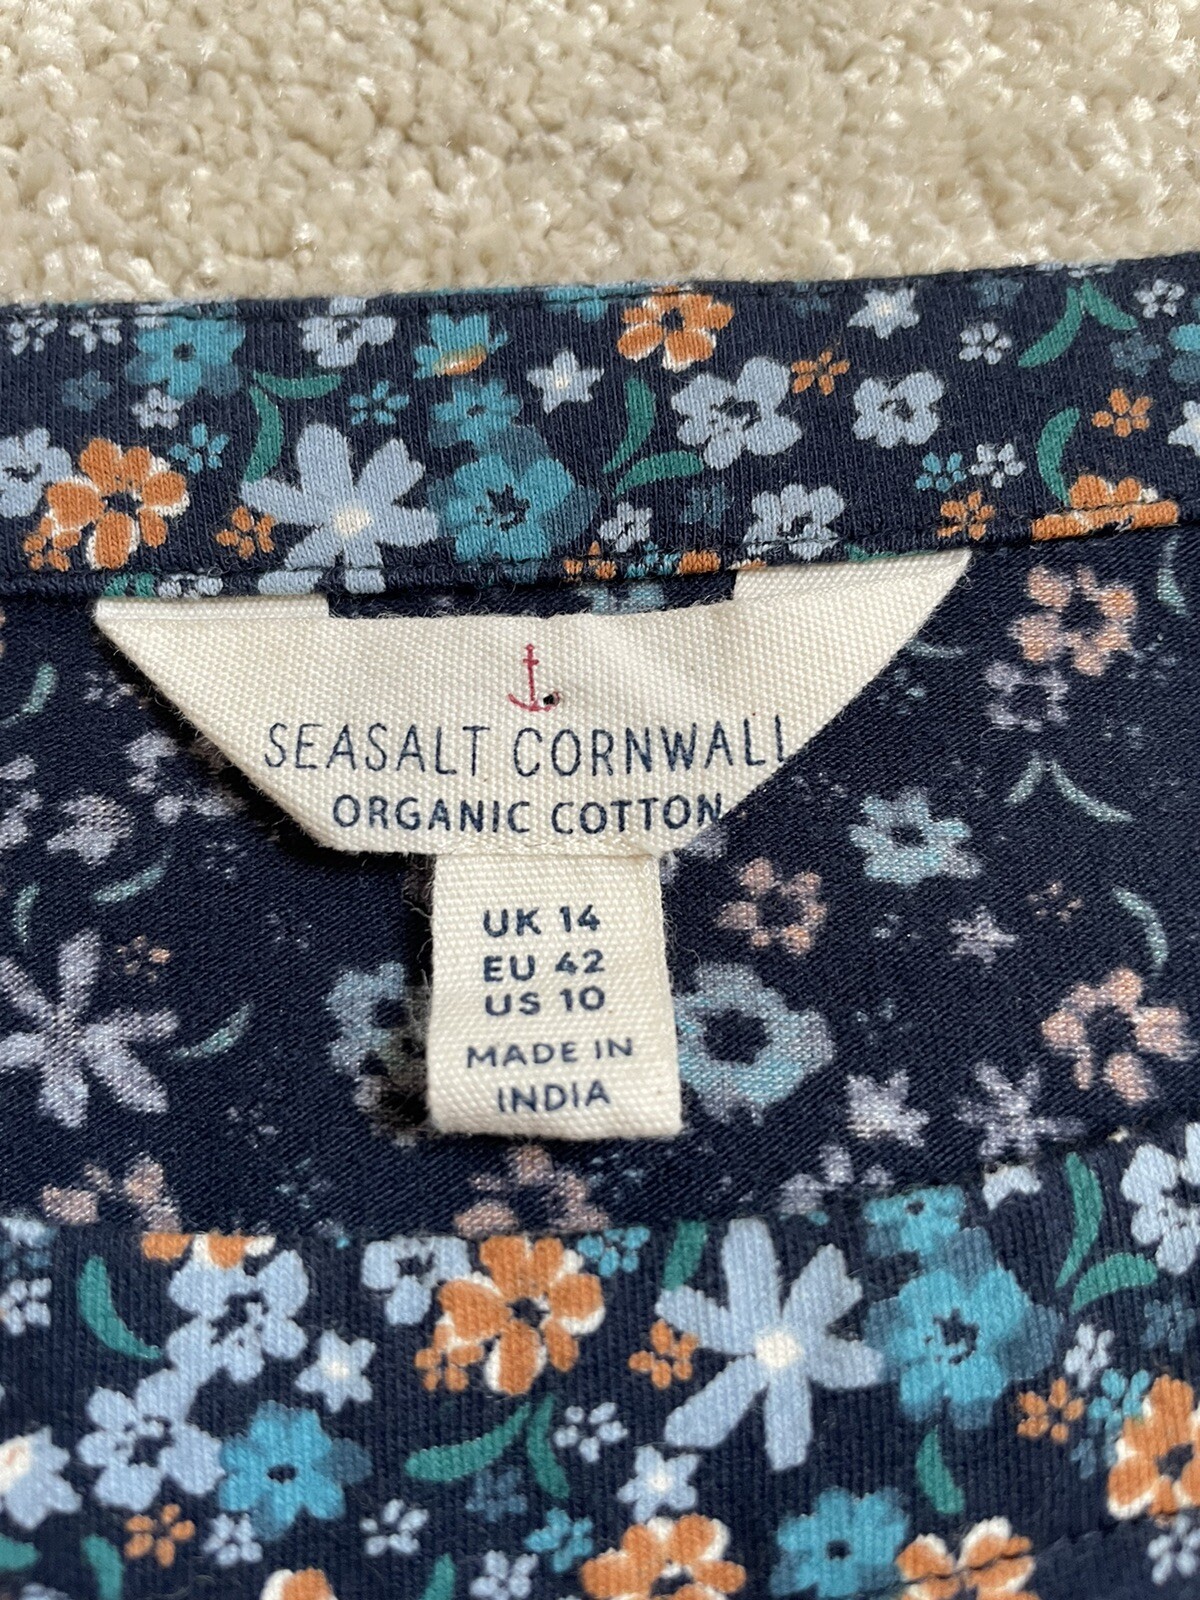 SEASALT CORNWALL
ORGANIC COTTON
UK 14
EU 42
US 10
MADE IN
INDIA